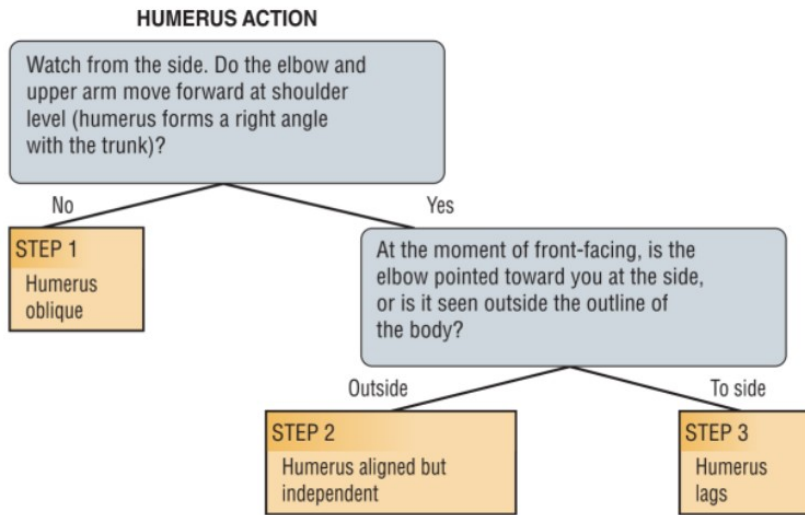 HUMERUS ACTION
Watch from the side. Do the elbow and
upper arm move forward at shoulder
level (humerus forms a right angle
with the trunk)?
No
Yes
STEP 1
Humerus
oblique
At the moment of front-facing, is the
elbow pointed toward you at the side,
or is it seen outside the outline of
the body?
Outside
To side
STEP 2
Humerus aligned but
independent
STEP 3
Humerus
lags